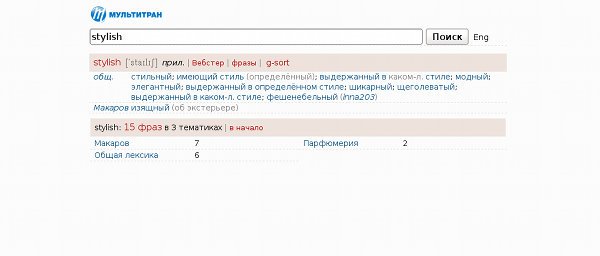 МУЛЬТИТРАН
stylish Поиск Eng
stylish [ˈstaɪlɪʃ] прил. | Вебстер | фразы | g-sort
общ. стильный; имеющий стиль (определённый); выдержанный в каком-л. стиле; модный;
элегантный; выдержанный в определённом стиле; шикарный; щеголеватый;
выдержанный в каком-л. стиле; фешенебельный (Inna203)
Макаров изящный (об экстерьере)
stylish: 15 фраз в 3 тематиках | в начало
Макаров 7 Парфюмерия 2
Общая лексика 6